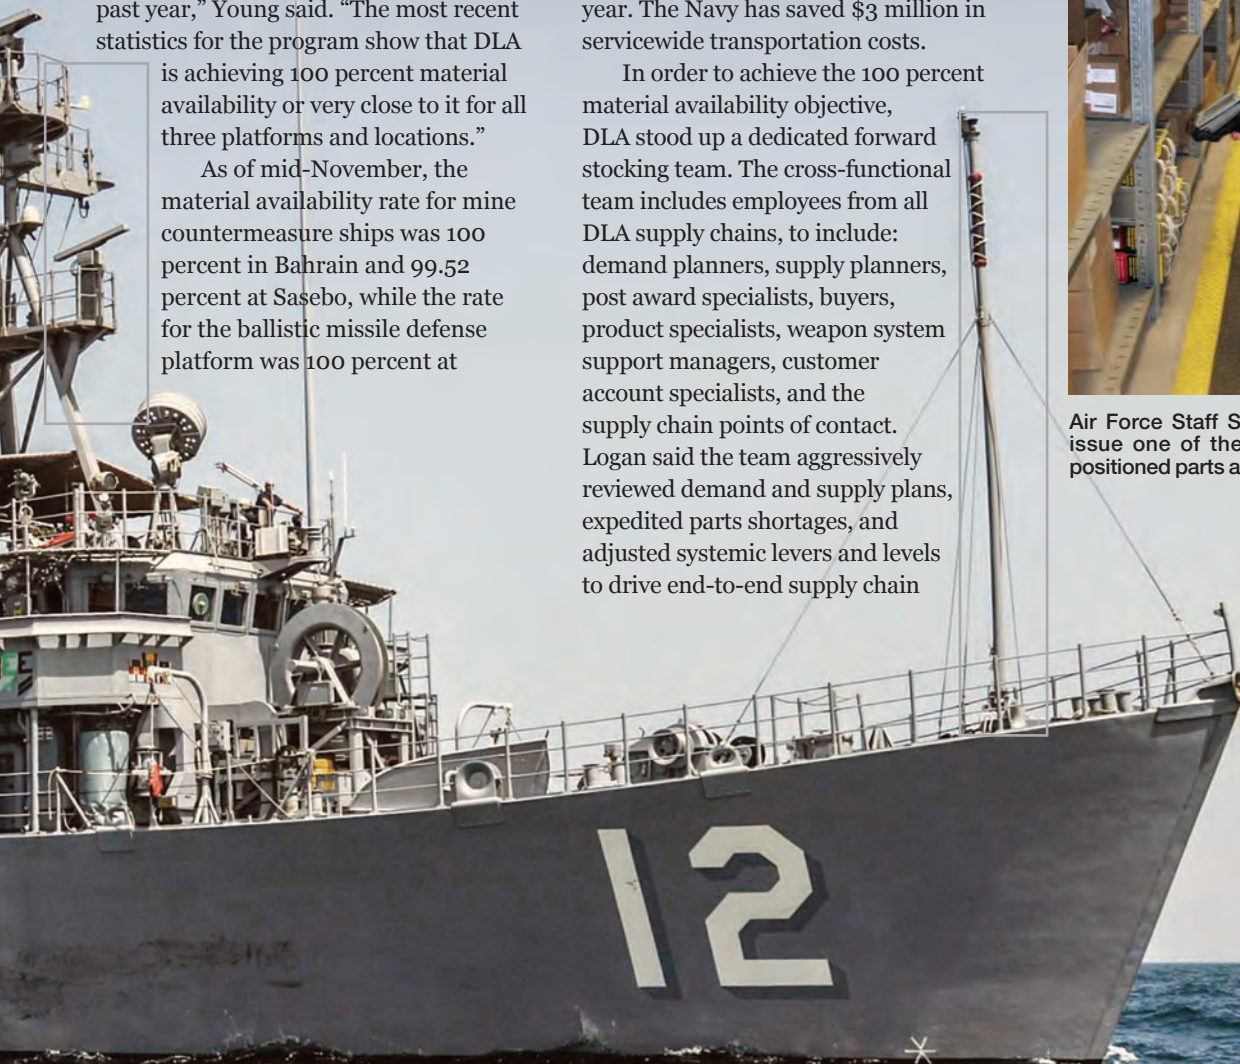 past year,” Young said. “The most recent
statistics for the program show that DLA
is achieving 100 percent material
availability or very close to it for all
three platforms and locations.”
As of mid-November, the
material availability rate for mine
countermeasure ships was 100
percent in Bahrain and 99.52
percent at Sasebo, while the rate
for the ballistic missile defense
platform was 100 percent at
year. The Navy has saved $3 million in
servicewide transportation costs.
In order to achieve the 100 percent
material availability objective,
DLA stood up a dedicated forward
stocking team. The cross-functional
team includes employees from all
DLA supply chains, to include:
demand planners, supply planners,
post award specialists, buyers,
product specialists, weapon system
support managers, customer
account specialists, and the
supply chain points of contact.
Logan said the team aggressively
reviewed demand and supply plans,
expedited parts shortages, and
adjusted systemic levers and levels
to drive end-to-end supply chain
Air Force Staff S
issue one of the
positioned parts a
12